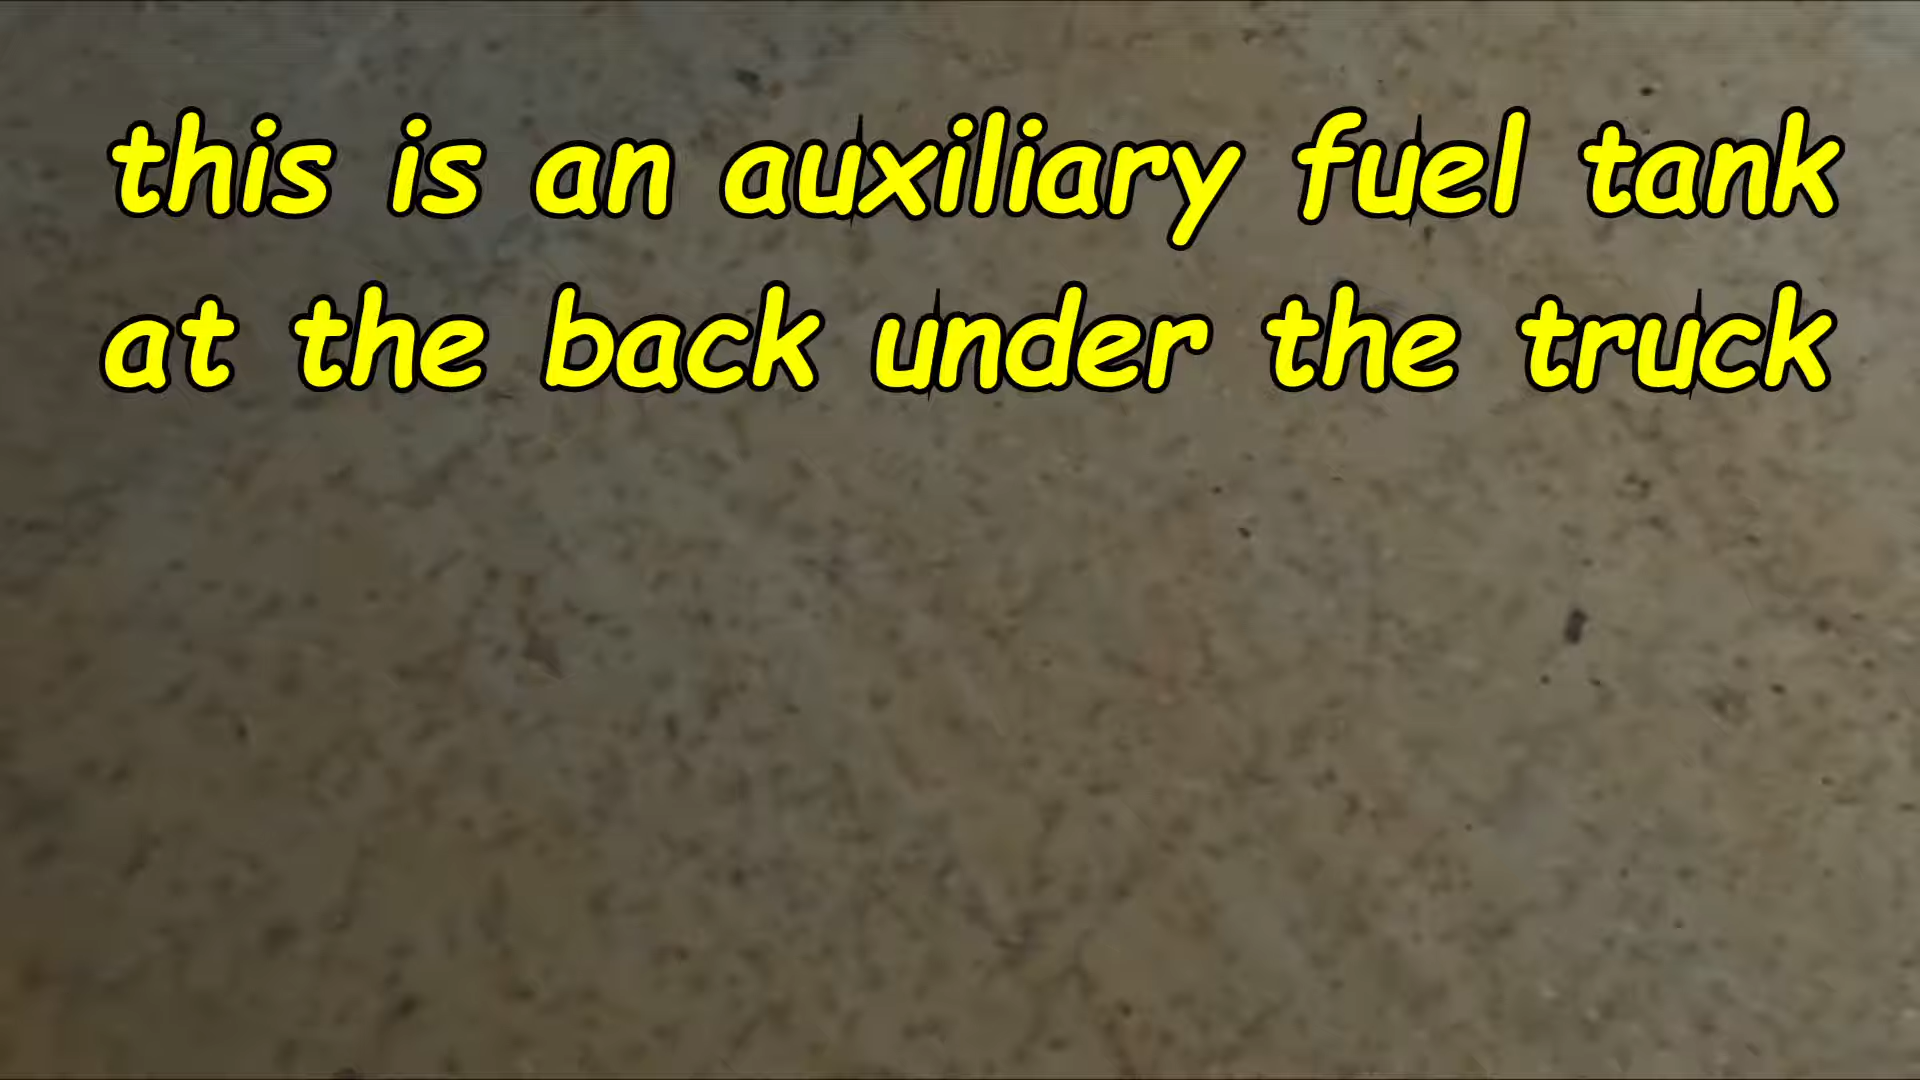 this is an auxiliary fuel tank
at the back under the truck